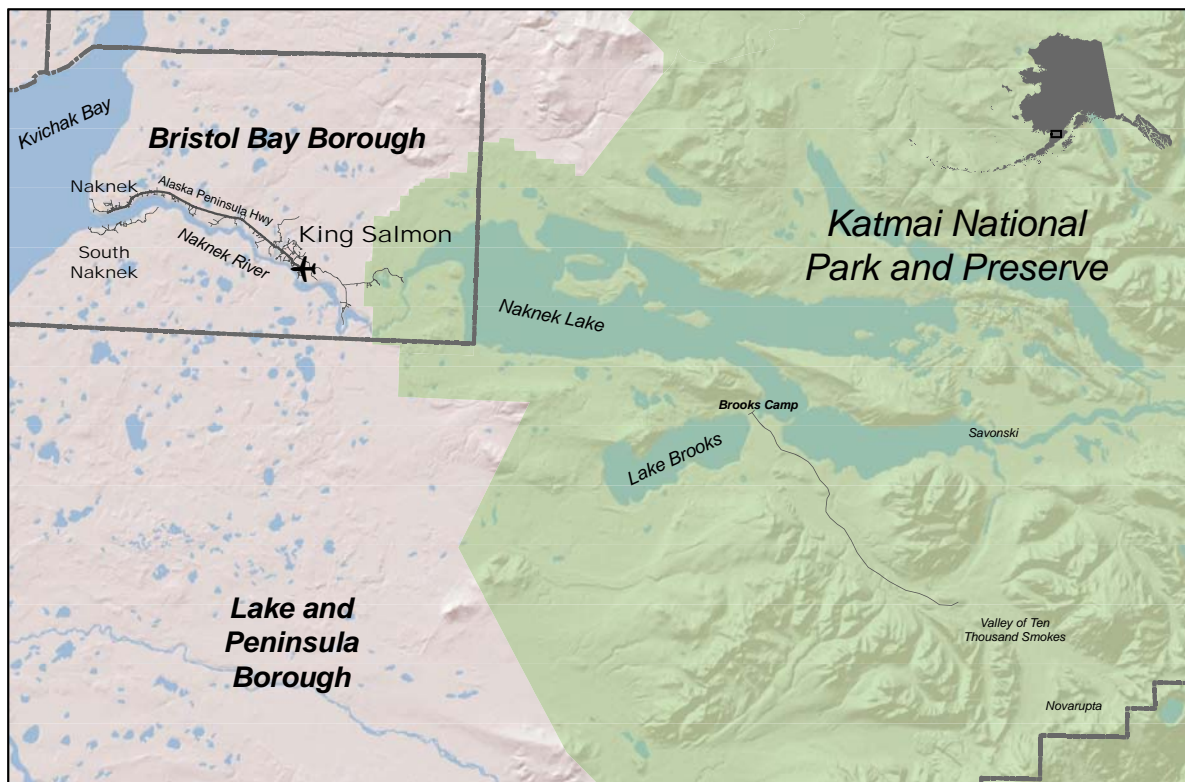 Kvichak Bay
Bristol Bay Borough
Naknek
Alaska Peninsula Hwy
King Salmon
South
Naknek
Naknek River
Katmai National
Park and Preserve
Naknek Lake
Brooks Camp
Lake Brooks
Savonski
Lake and
Peninsula
Borough
Valley of Ten
Thousand Smokes
Novarupta